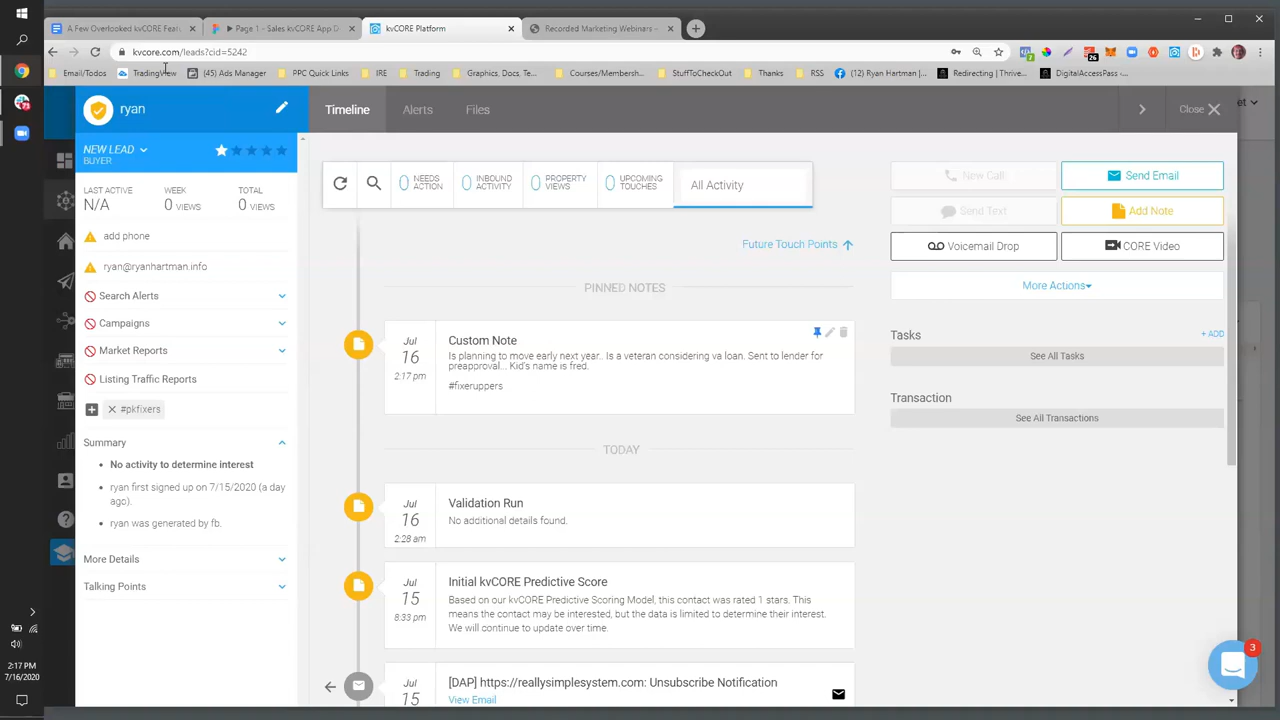 A Few Overlooked kvCORE Feat
Page 1 - Sales kvCORE App D
kvCORE Platform
Recorded Marketing Webinars –
kvcore.com/leads?cid=5242
Email/Todos
TradingView
(45) Ads Manager
PPC Quick Links
IRE
Trading
Graphics, Docs, Te...
Courses/Membersh...
StuffToCheckOut
Thanks
RSS
(12) Ryan Hartman |...
Redirecting | Thrive...
DigitalAccessPass –...
ryan
Timeline
Alerts
Files
Close
NEW LEAD
BUYER
LAST ACTIVE
N/A
WEEK
0 VIEWS
TOTAL
0 VIEWS
add phone
ryan@ryanhartman.info
Search Alerts
Campaigns
Market Reports
Listing Traffic Reports
#pkfixers
Summary
No activity to determine interest
ryan first signed up on 7/15/2020 (a day
ago).
ryan was generated by fb.
More Details
Talking Points
0 NEEDS
ACTION
0 INBOUND
ACTIVITY
0 PROPERTY
VIEWS
0 UPCOMING
TOUCHES
All Activity
Future Touch Points
PINNED NOTES
Jul
16
2:17 pm
Custom Note
Is planning to move early next year.. Is a veteran considering va loan. Sent to lender for
preapproval... Kid's name is fred.
#fixeruppers
TODAY
Jul
16
2:28 am
Validation Run
No additional details found.
Jul
15
8:33 pm
Initial kvCORE Predictive Score
Based on our kvCORE Predictive Scoring Model, this contact was rated 1 stars. This
means the contact may be interested, but the data is limited to determine their interest.
We will continue to update over time.
Jul
15
[DAP] https://reallysimplesystem.com: Unsubscribe Notification
View Email
New Call
Send Email
Send Text
Add Note
Voicemail Drop
CORE Video
More Actions
Tasks
+ ADD
See All Tasks
Transaction
See All Transactions
3
26
2:17 PM
7/16/2020